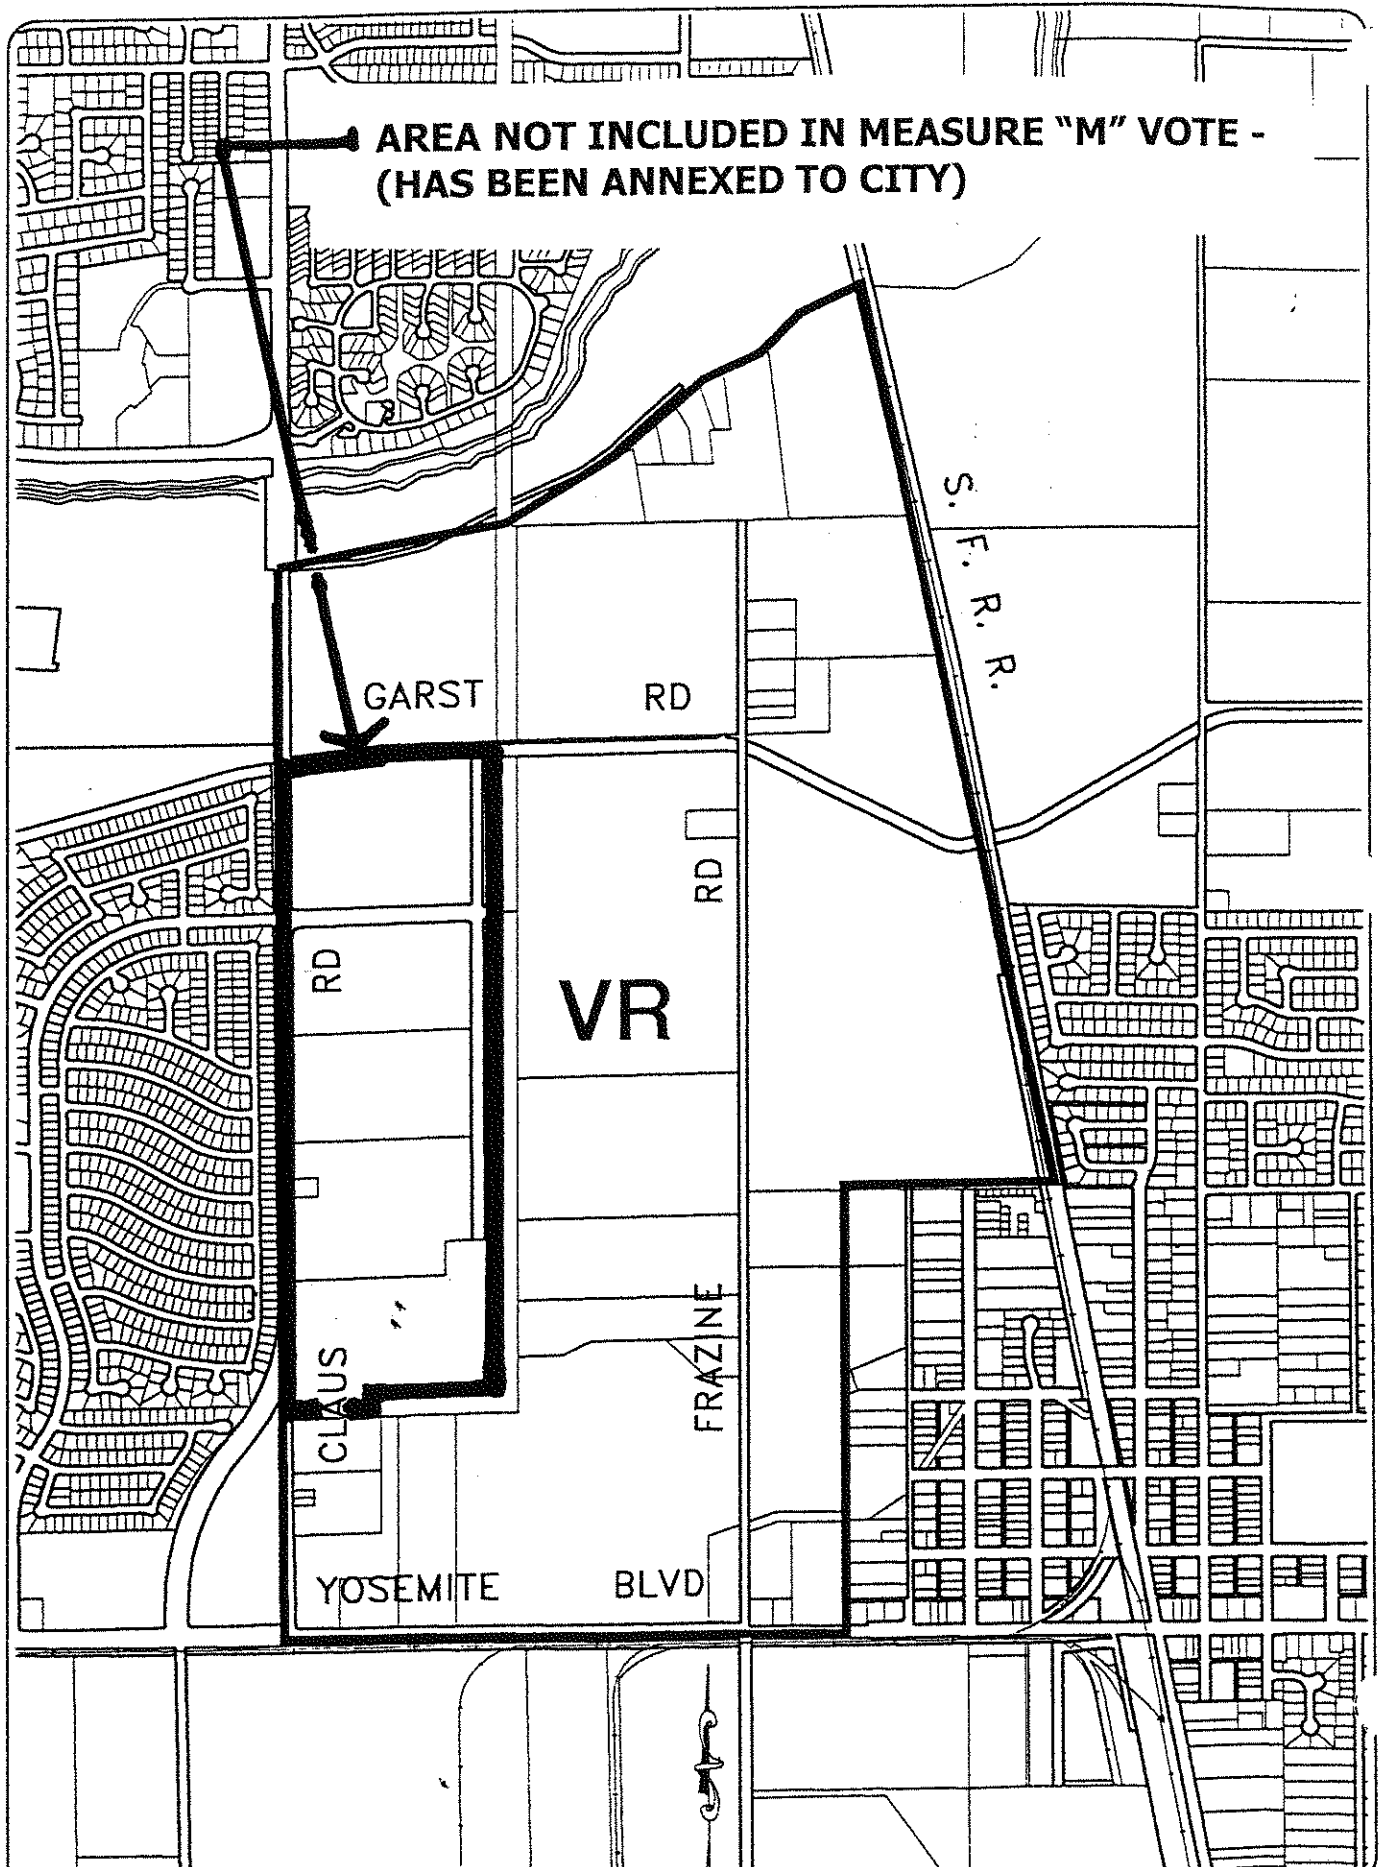 AREA NOT INCLUDED IN MEASURE “M” VOTE -
(HAS BEEN ANNEXED TO CITY)
S. F. R. R.
GARST RD
RD
RD
VR
FRAZINE
CLAUS
YOSEMITE BLVD